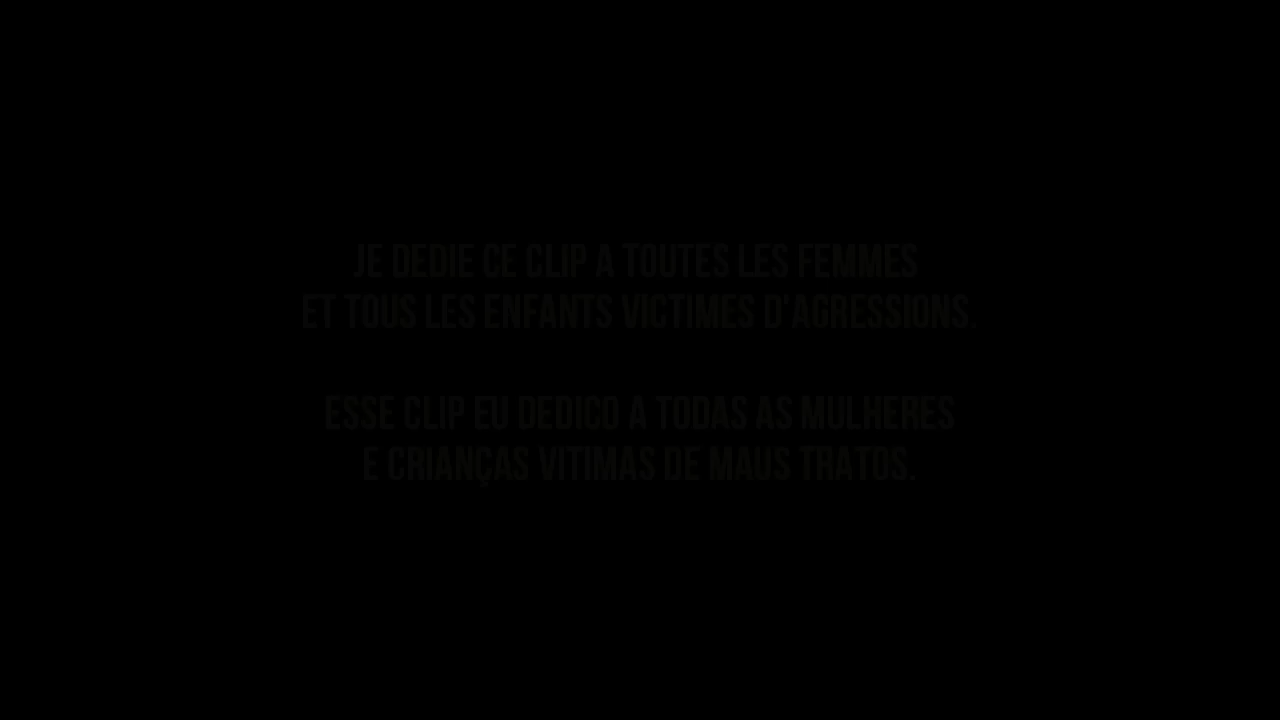 JE DEDIE CE CLIP A TOUTES LES FEMMES
ET TOUS LES ENFANTS VICTIMES D'AGRESSIONS.
ESSE CLIP EU DEDICO A TODAS AS MULHERES
E CRIANÇAS VITIMAS DE MAUS TRATOS.